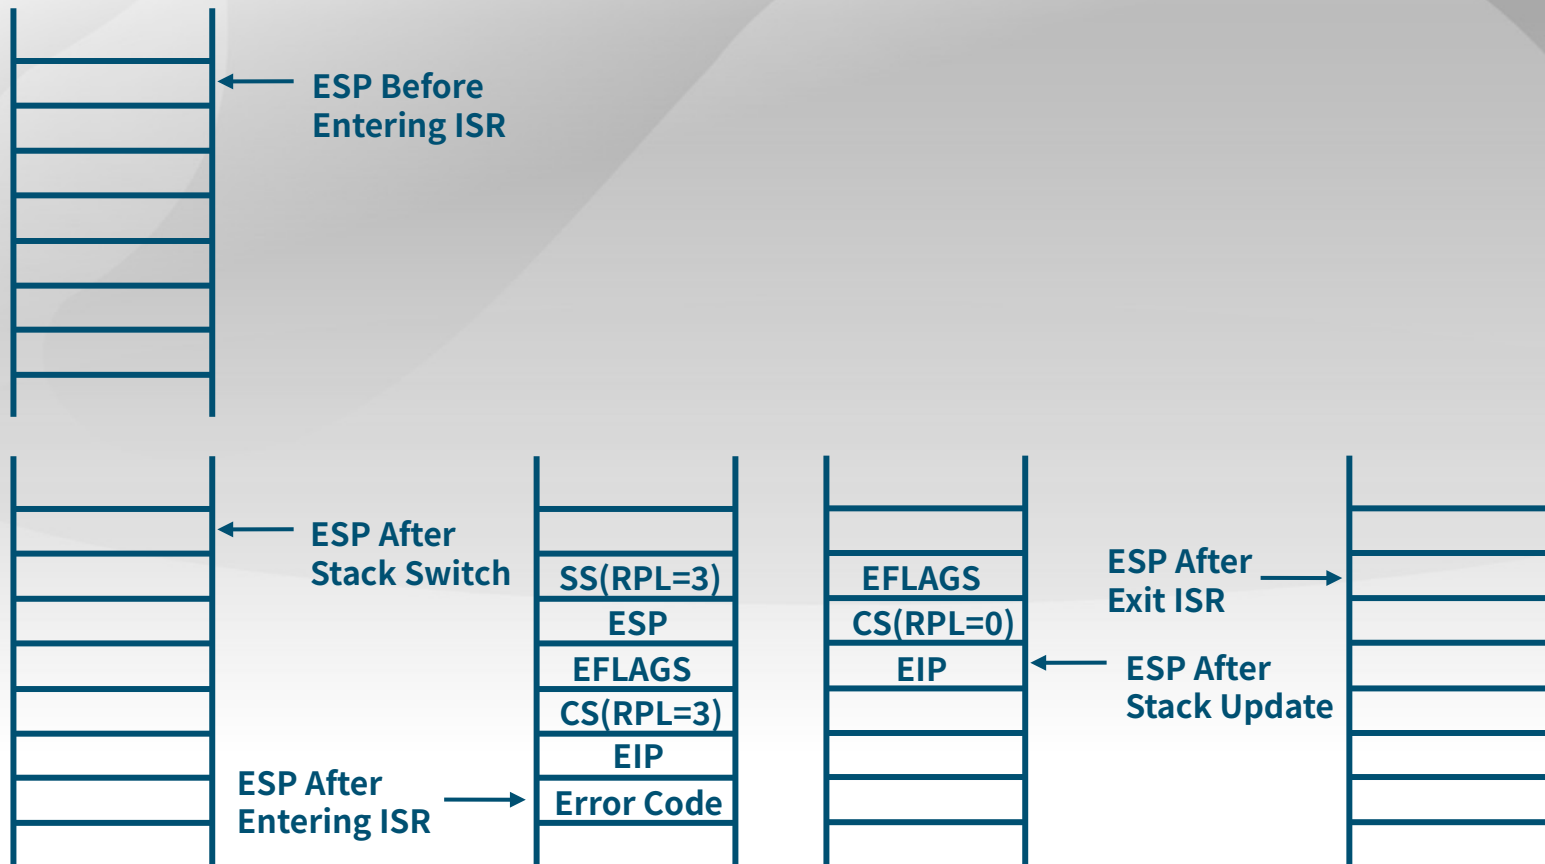 ESP Before
Entering ISR
ESP After
Stack Switch
SS(RPL=3)
ESP
EFLAGS
CS(RPL=3)
EIP
Error Code
ESP After
Entering ISR
EFLAGS
CS(RPL=0)
EIP
ESP After
Exit ISR
ESP After
Stack Update